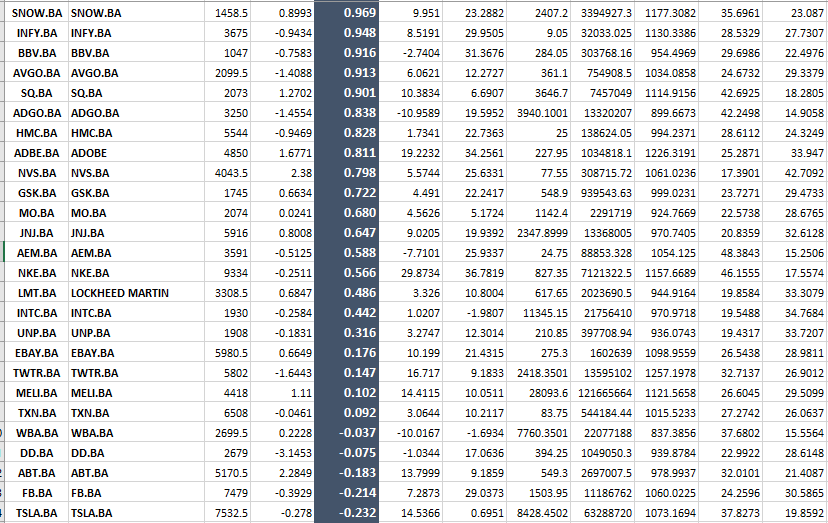 SNOW.BA SNOW.BA 1458.5 0.8993 0.969 9.951 23.2882 2407.2 3394927.3 1177.3082 35.6961 23.087
INFY.BA INFY.BA 3675 -0.9434 0.948 8.5191 29.9505 9.05 32033.025 1130.3386 28.5329 27.7307
BBV.BA BBV.BA 1047 -0.7583 0.916 -2.7404 31.3676 284.05 303768.16 954.4969 29.6986 22.4976
AVGO.BA AVGO.BA 2099.5 -1.4088 0.913 6.0621 12.2727 361.1 754908.5 1034.0858 24.6732 29.3379
SQ.BA SQ.BA 2073 1.2702 0.901 10.3834 6.6907 3646.7 7457049 1114.9156 42.6925 18.2805
ADGO.BA ADGO.BA 3250 -1.4554 0.838 -10.9589 19.5952 3940.1001 13320207 899.6673 42.2498 14.9058
HMC.BA HMC.BA 5544 -0.9469 0.828 1.7341 22.7363 25 138624.05 994.2371 28.6112 24.3249
ADBE.BA ADOBE 4850 1.6771 0.811 19.2232 34.2561 227.95 1034818.1 1226.3191 25.2871 33.947
NVS.BA NVS.BA 4043.5 2.38 0.798 5.5744 25.6331 77.55 308715.72 1061.0236 17.3901 42.7092
GSK.BA GSK.BA 1745 0.6634 0.722 4.491 22.2417 548.9 939543.63 999.0231 23.7271 29.4733
MO.BA MO.BA 2074 0.0241 0.680 4.5626 5.1724 1142.4 2291719 924.7669 22.5738 28.6765
JNJ.BA JNJ.BA 5916 0.8008 0.647 9.0205 19.9392 2347.8999 13368005 970.7405 20.8359 32.6128
AEM.BA AEM.BA 3591 -0.5125 0.588 -7.7101 25.9337 24.75 88853.328 1054.125 48.3843 15.2506
NKE.BA NKE.BA 9334 -0.2511 0.566 29.8734 36.7819 827.35 7121322.5 1157.6689 46.1555 17.5574
LMT.BA LOCKHEED MARTIN 3308.5 0.6847 0.486 3.326 10.8004 617.65 2023690.5 944.9164 19.8584 33.3079
INTC.BA INTC.BA 1930 -0.2584 0.442 1.0207 -1.9807 11345.15 21756410 970.9718 19.5488 34.7684
UNP.BA UNP.BA 1908 -0.1831 0.316 3.2747 12.3014 210.85 397708.94 936.0743 19.4317 33.7207
EBAY.BA EBAY.BA 5980.5 0.6649 0.176 10.199 21.4315 275.3 1602639 1098.9559 26.5438 28.9811
TWTR.BA TWTR.BA 5802 -1.6443 0.147 16.717 9.1833 2418.3501 13595102 1257.1978 32.7137 26.9012
MELI.BA MELI.BA 4418 1.11 0.102 14.4115 10.0511 28093.6 121665664 1121.5658 26.6045 29.5099
TXN.BA TXN.BA 6508 -0.0461 0.092 3.0644 10.2117 83.75 544184.44 1015.5233 27.2742 26.0637
WBA.BA WBA.BA 2699.5 0.2228 -0.037 -10.0167 -1.6934 7760.3501 22077188 837.3856 37.6802 15.5564
DD.BA DD.BA 2679 -3.1453 -0.075 -1.0344 17.0636 394.25 1049050.3 939.8784 22.9922 28.6148
ABT.BA ABT.BA 5170.5 2.2849 -0.183 13.7999 9.1859 549.3 2697007.5 978.9937 32.0101 21.4087
FB.BA FB.BA 7479 -0.3929 -0.214 7.2873 29.0373 1503.95 11186762 1060.0225 24.2596 30.5865
TSLA.BA TSLA.BA 7532.5 -0.278 -0.232 14.5366 0.6951 8428.4502 63288720 1073.1694 37.8273 19.8592